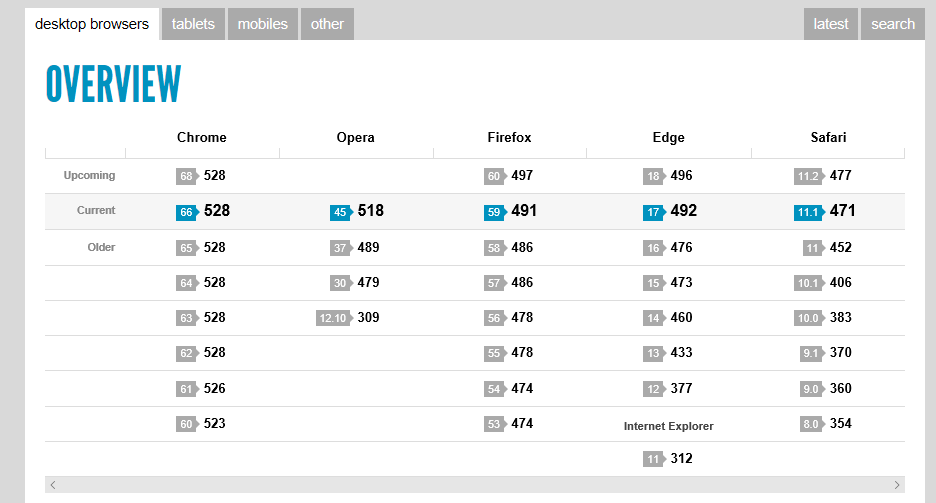 desktop browsers tablets mobiles other latest search
OVERVIEW
Chrome Opera Firefox Edge Safari
Upcoming 68 528 60 497 18 496 11.2 477
Current 66 528 45 518 59 491 17 492 11.1 471
Older 65 528 37 489 58 486 16 476 11 452
64 528 30 479 57 486 15 473 10.1 406
63 528 12.10 309 56 478 14 460 10.0 383
62 528 55 478 13 433 9.1 370
61 526 54 474 12 377 9.0 360
60 523 53 474 Internet Explorer 8.0 354
11 312